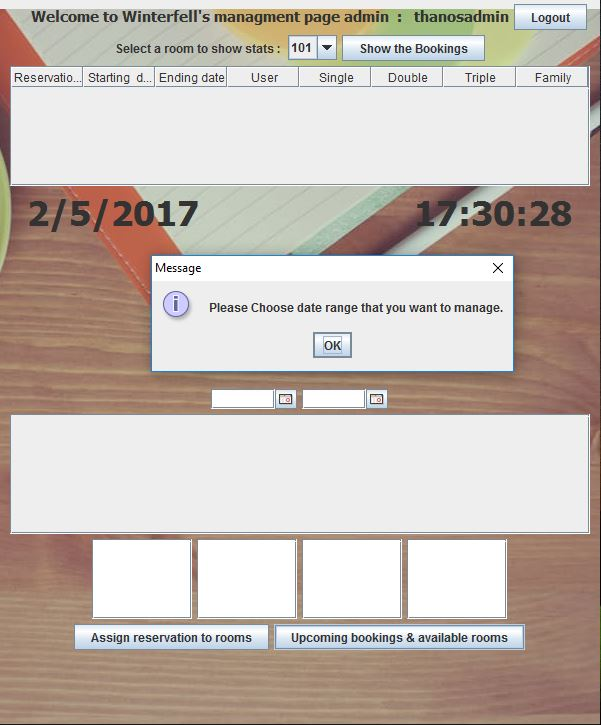 Welcome to Winterfell's managment page admin : thanosadmin Logout
Select a room to show stats : 101 Show the Bookings
Reservatio... Starting d... Ending date User Single Double Triple Family
2/5/2017 17:30:28
Message
Please Choose date range that you want to manage.
OK
Assign reservation to rooms Upcoming bookings & available rooms